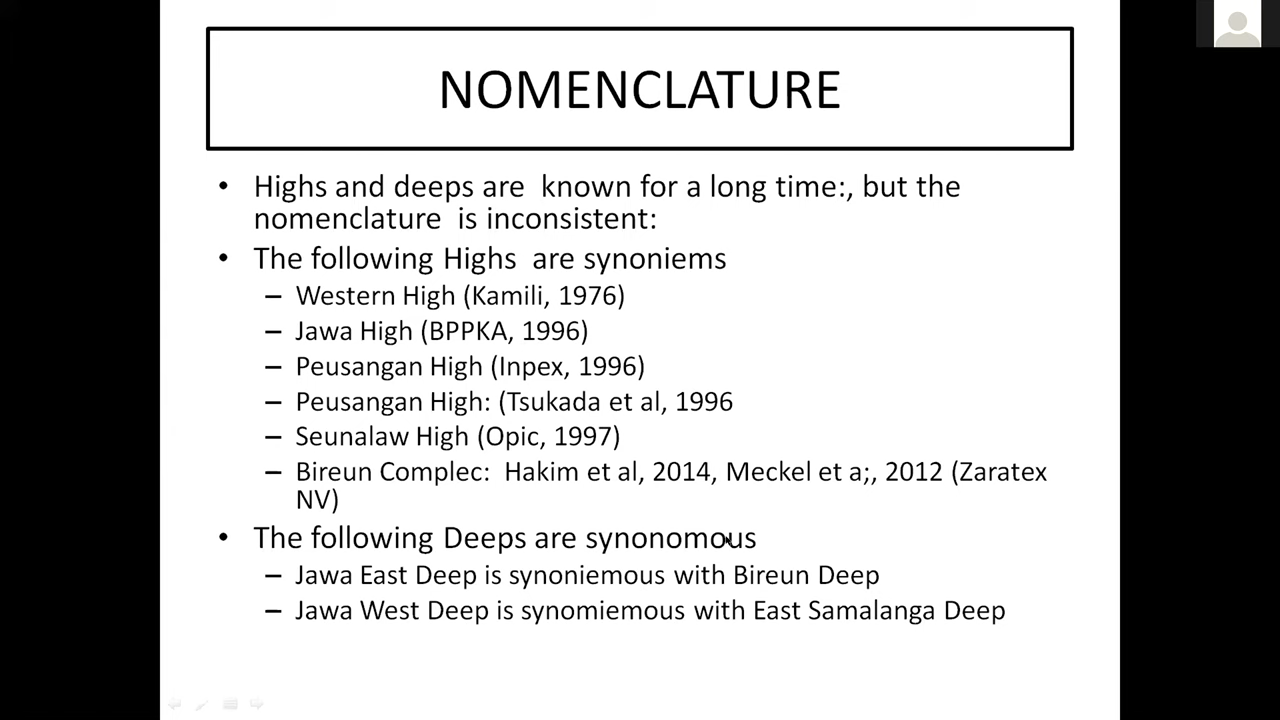 NOMENCLATURE
• Highs and deeps are  known for a long time:, but the
nomenclature  is inconsistent:
• The following Highs  are synoniems
– Western High (Kamili, 1976)
– Jawa High (BPPKA, 1996)
– Peusangan High (Inpex, 1996)
– Peusangan High: (Tsukada et al, 1996
– Seunalaw High (Opic, 1997)
– Bireun Complec:  Hakim et al, 2014, Meckel et a;, 2012 (Zaratex
NV)
• The following Deeps are synonomous
– Jawa East Deep is synoniemous with Bireun Deep
– Jawa West Deep is synomiemous with East Samalanga Deep